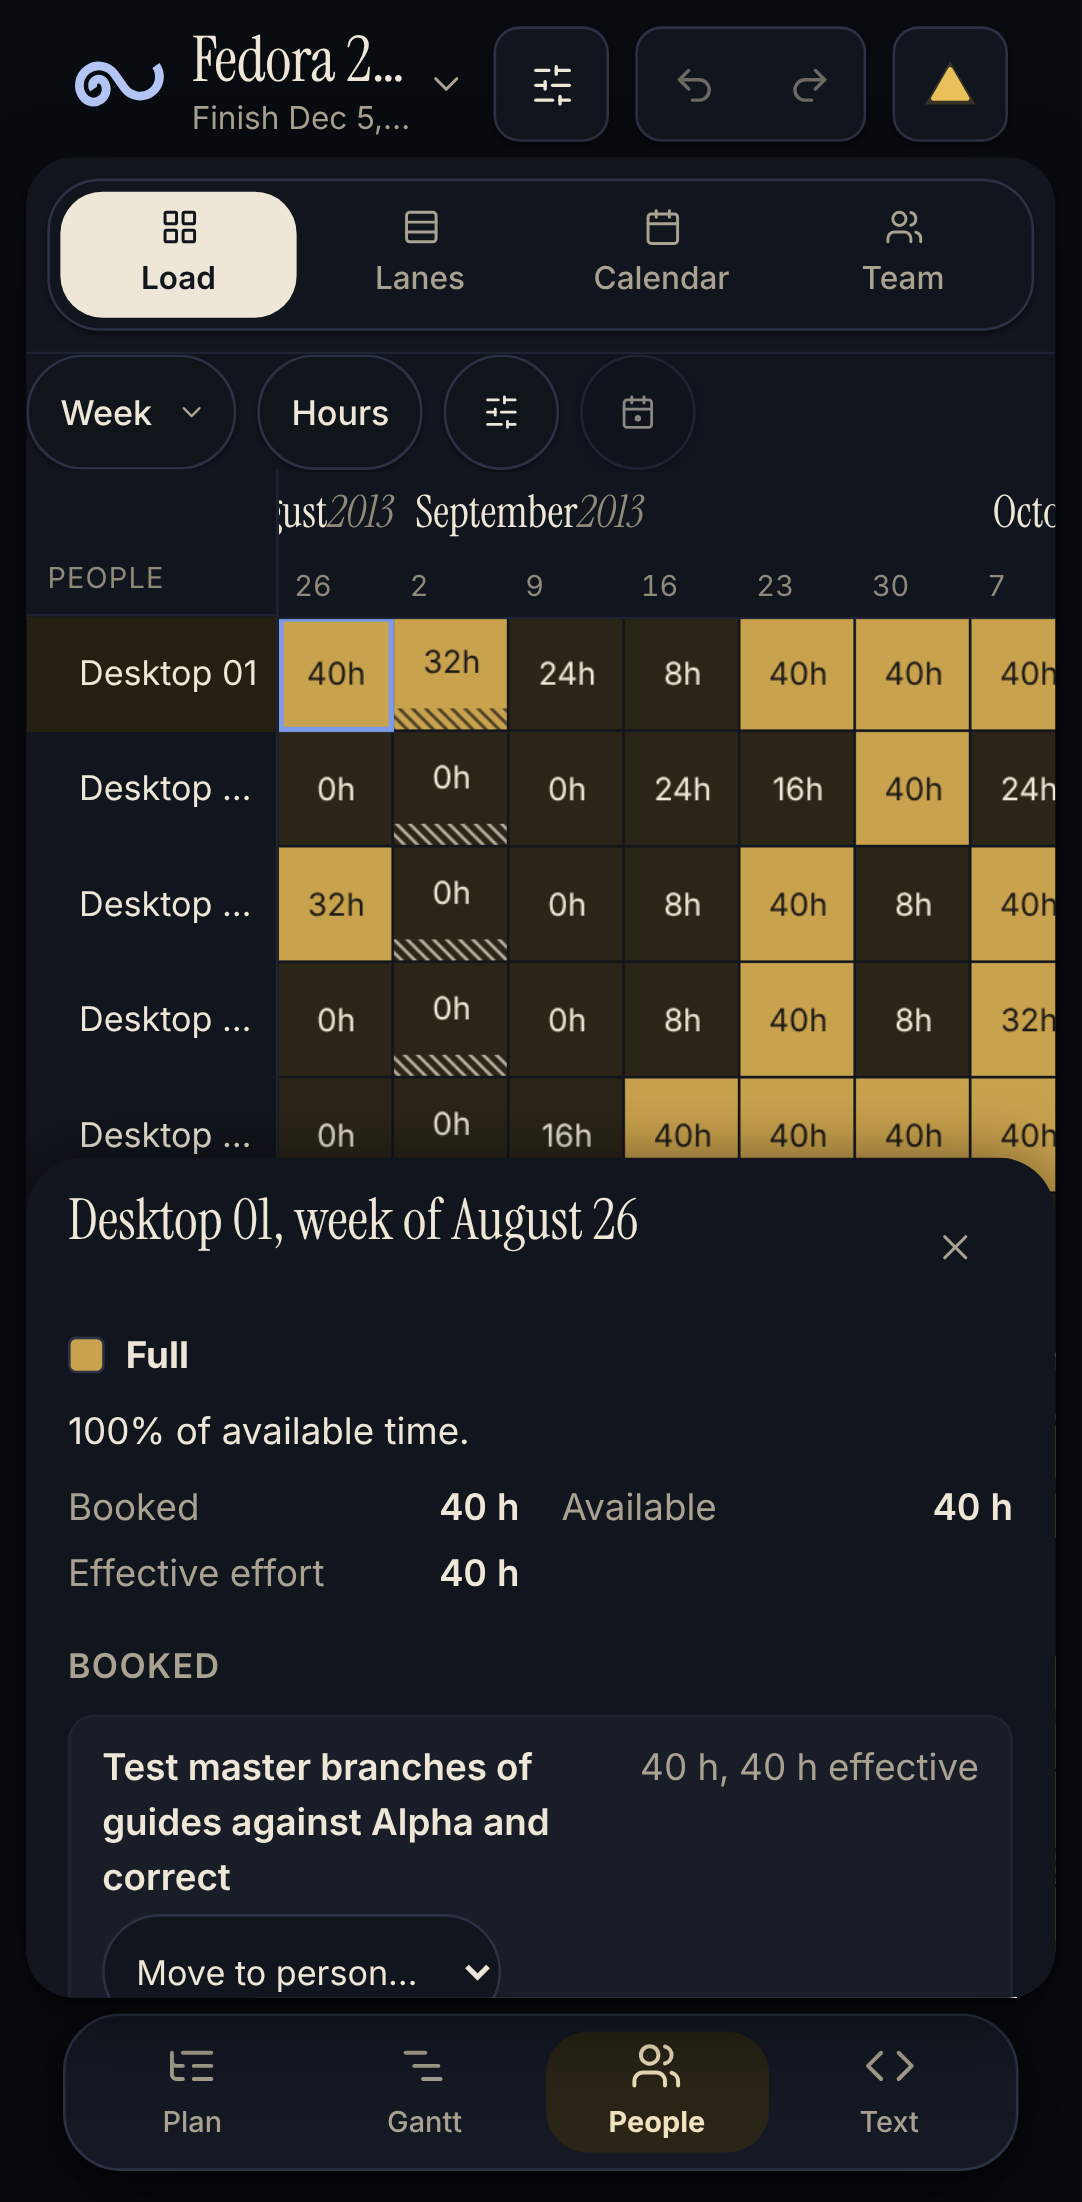 Fedora 2...
Finish Dec 5,...
Load
Lanes
Calendar
Team
Week
Hours
gust 2013 September 2013 Octo
PEOPLE 26 2 9 16 23 30 7
Desktop 01 40h 32h 24h 8h 40h 40h 40h
Desktop ... 0h 0h 0h 24h 16h 40h 24h
Desktop ... 32h 0h 0h 8h 40h 8h 40h
Desktop ... 0h 0h 0h 8h 40h 8h 32h
Desktop ... 0h 0h 16h 40h 40h 40h 40h
Desktop 01, week of August 26
Full
100% of available time.
Booked 40 h Available 40 h
Effective effort 40 h
BOOKED
Test master branches of 40 h, 40 h effective
guides against Alpha and
correct
Move to person...
Plan
Gantt
People
Text